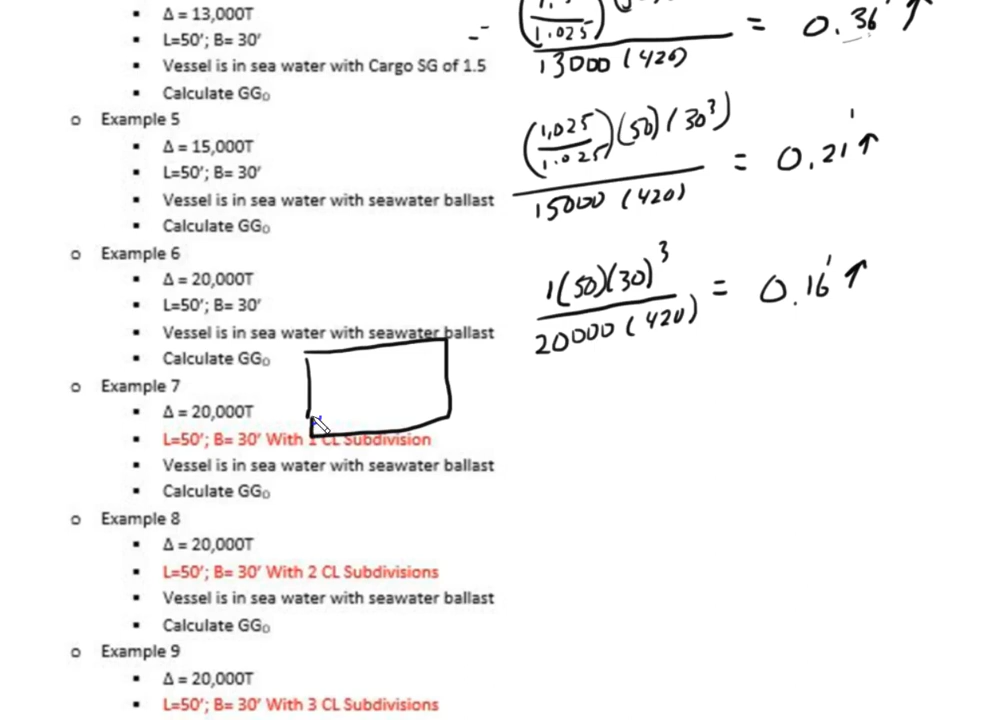 ▪ Δ = 13,000T
▪ L=50'; B= 30'
▪ Vessel is in sea water with Cargo SG of 1.5
▪ Calculate GG₀
1.025
13000 (420)
= 0.36' ↑
o Example 5
▪ Δ = 15,000T
▪ L=50'; B= 30'
▪ Vessel is in sea water with seawater ballast
▪ Calculate GG₀
(1.025/1.025)(50)(30³)
15000 (420)
= 0.21' ↑
o Example 6
▪ Δ = 20,000T
▪ L=50'; B= 30'
▪ Vessel is in sea water with seawater ballast
▪ Calculate GG₀
1(50)(30)³
20000 (420)
= 0.16' ↑
o Example 7
▪ Δ = 20,000T
▪ L=50'; B= 30' With 1 CL Subdivision
▪ Vessel is in sea water with seawater ballast
▪ Calculate GG₀
o Example 8
▪ Δ = 20,000T
▪ L=50'; B= 30' With 2 CL Subdivisions
▪ Vessel is in sea water with seawater ballast
▪ Calculate GG₀
o Example 9
▪ Δ = 20,000T
▪ L=50'; B= 30' With 3 CL Subdivisions